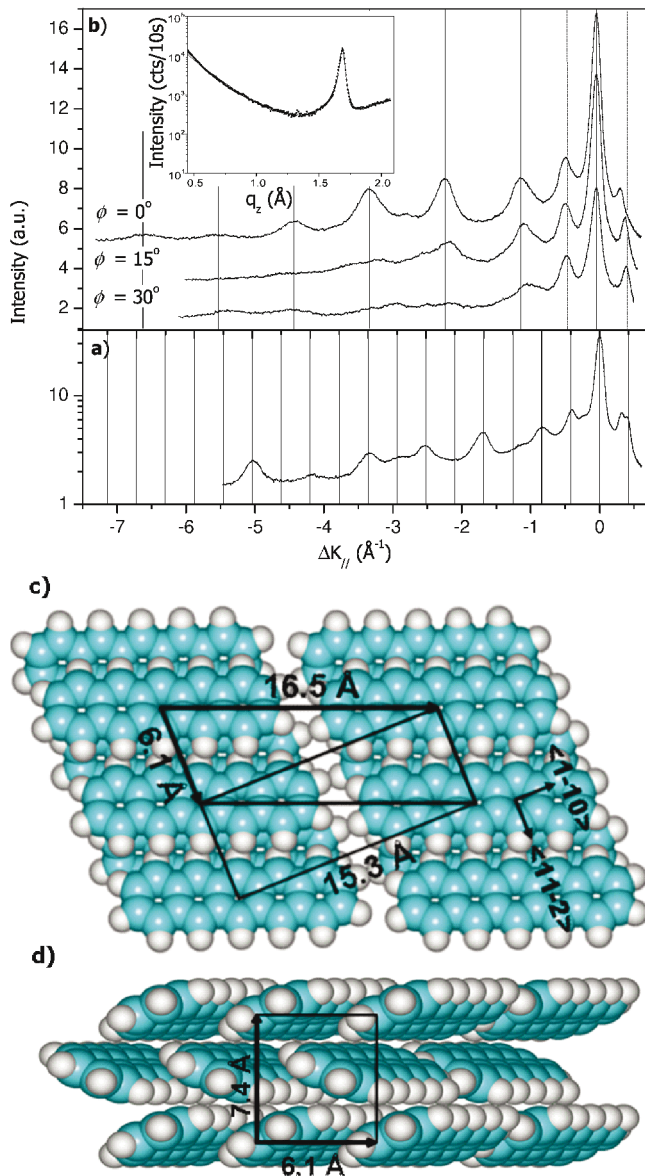 b)
16
14
12
10
8
6
4
2
Intensity (a.u.)
Intensity (cts/10s)
10⁵
10⁴
10³
10²
10¹
0.5
1.0
1.5
2.0
q_z (Å)
ϕ = 0°
ϕ = 15°
ϕ = 30°
a)
10
1
-7 -6 -5 -4 -3 -2 -1 0
ΔK_// (Å⁻¹)
c)
16.5 Å
6.1 Å
15.3 Å
<1-10>
<11-2>
d)
7.4 Å
6.1 Å